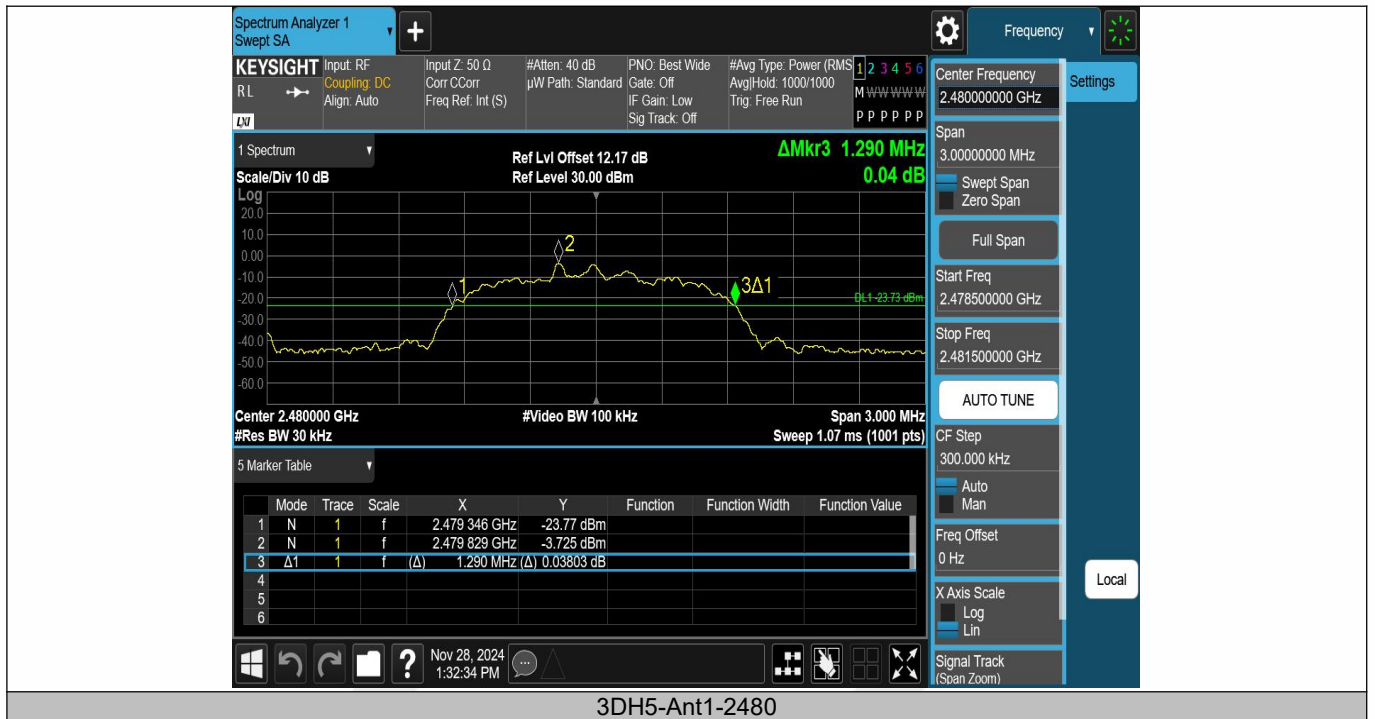 Spectrum Analyzer 1
Swept SA
+
Frequency
KEYSIGHT
RL
LXI
Input: RF
Coupling: DC
Align: Auto
Input Z: 50 Ω
Corr CCorr
Freq Ref: Int (S)
#Atten: 40 dB
µW Path: Standard
PNO: Best Wide
Gate: Off
IF Gain: Low
Sig Track: Off
#Avg Type: Power (RMS
Avg|Hold: 1000/1000
Trig: Free Run
1 2 3 4 5 6
M W W W W W
P P P P P P
1 Spectrum
Scale/Div 10 dB
Ref Lvl Offset 12.17 dB
Ref Level 30.00 dBm
ΔMkr3 1.290 MHz
0.04 dB
Log
20.0
10.0
0.00
-10.0
-20.0
-30.0
-40.0
-50.0
-60.0
1
2
3Δ1
DL1 -23.73 dBm
Center 2.480000 GHz
#Video BW 100 kHz
Span 3.000 MHz
#Res BW 30 kHz
Sweep 1.07 ms (1001 pts)
5 Marker Table
Mode Trace Scale X Y Function Function Width Function Value
1 N 1 f 2.479 346 GHz -23.77 dBm
2 N 1 f 2.479 829 GHz -3.725 dBm
3 Δ1 1 f (Δ) 1.290 MHz (Δ) 0.03803 dB
4
5
6
Center Frequency
2.480000000 GHz
Settings
Span
3.00000000 MHz
Swept Span
Zero Span
Full Span
Start Freq
2.478500000 GHz
Stop Freq
2.481500000 GHz
AUTO TUNE
CF Step
300.000 kHz
Auto
Man
Freq Offset
0 Hz
X Axis Scale
Log
Lin
Local
Signal Track
(Span Zoom)
?
Nov 28, 2024
1:32:34 PM
3DH5-Ant1-2480